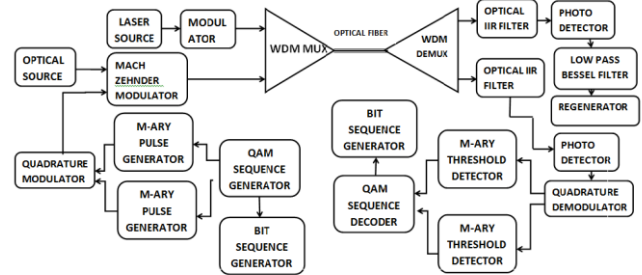 LASER
SOURCE
MODUL
ATOR
OPTICAL
SOURCE
MACH
ZEHNDER
MODULATOR
WDM MUX
OPTICAL FIBER
WDM
DEMUX
OPTICAL
IIR FILTER
PHOTO
DETECTOR
LOW PASS
BESSEL FILTER
REGENERATOR
OPTICAL IIR
FILTER
PHOTO
DETECTOR
QUADRATURE
DEMODULATOR
M-ARY
THRESHOLD
DETECTOR
M-ARY
THRESHOLD
DETECTOR
BIT
SEQUENCE
GENERATOR
QAM
SEQUENCE
DECODER
QUADRATURE
MODULATOR
M-ARY
PULSE
GENERATOR
M-ARY
PULSE
GENERATOR
QAM
SEQUENCE
GENERATOR
BIT
SEQUENCE
GENERATOR